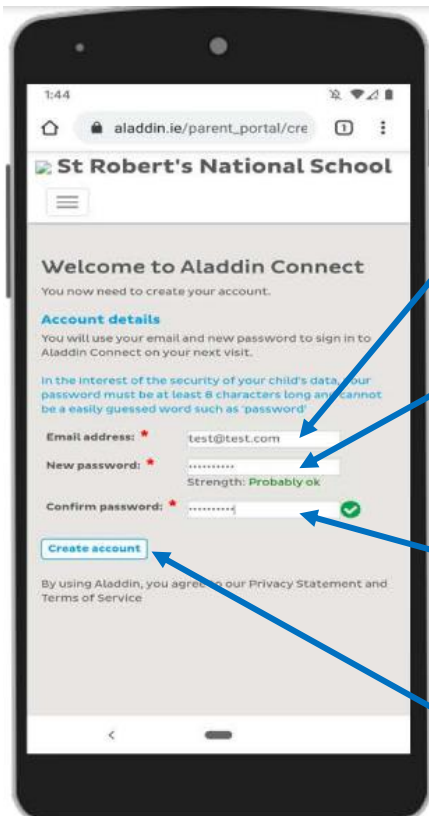 1:44
aladdin.ie/parent_portal/cre
1
St Robert's National School
Welcome to Aladdin Connect
You now need to create your account.
Account details
You will use your email and new password to sign in to
Aladdin Connect on your next visit.
In the interest of the security of your child's data, your
password must be at least 8 characters long and cannot
be a easily guessed word such as 'password'
Email address: * test@test.com
New password: * ··········
Strength: Probably ok
Confirm password: * ··········
Create account
By using Aladdin, you agree to our Privacy Statement and
Terms of Service